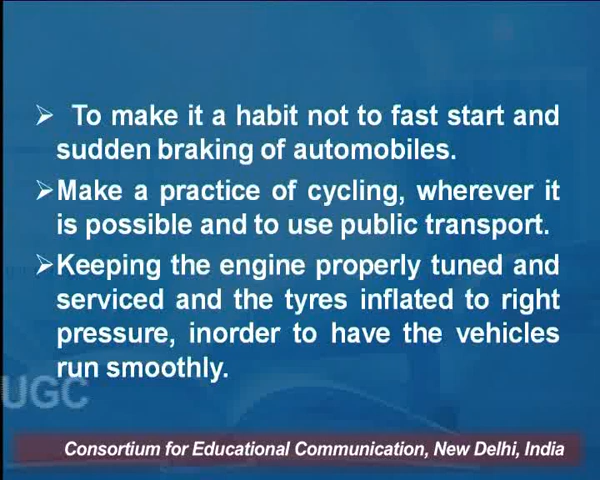 ➢ To make it a habit not to fast start and
sudden braking of automobiles.
➢Make a practice of cycling, wherever it
is possible and to use public transport.
➢Keeping the engine properly tuned and
serviced and the tyres inflated to right
pressure, inorder to have the vehicles
run smoothly.
UGC
Consortium for Educational Communication, New Delhi, India